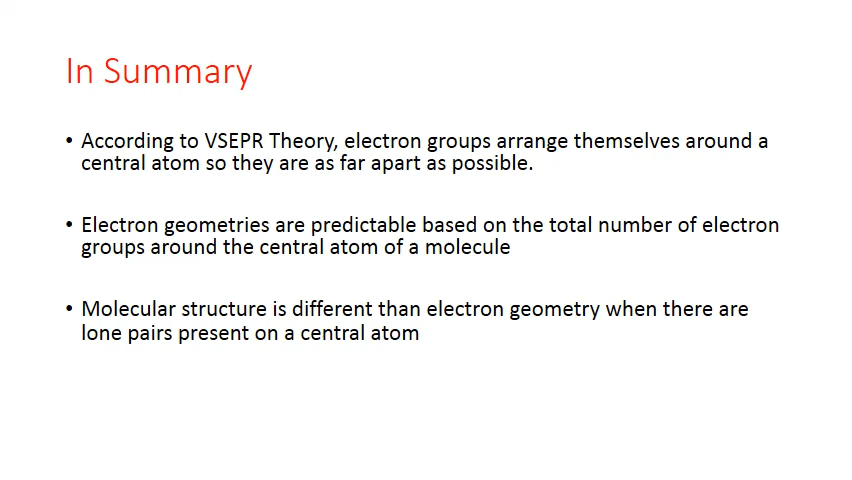 In Summary
• According to VSEPR Theory, electron groups arrange themselves around a
central atom so they are as far apart as possible.
• Electron geometries are predictable based on the total number of electron
groups around the central atom of a molecule
• Molecular structure is different than electron geometry when there are
lone pairs present on a central atom